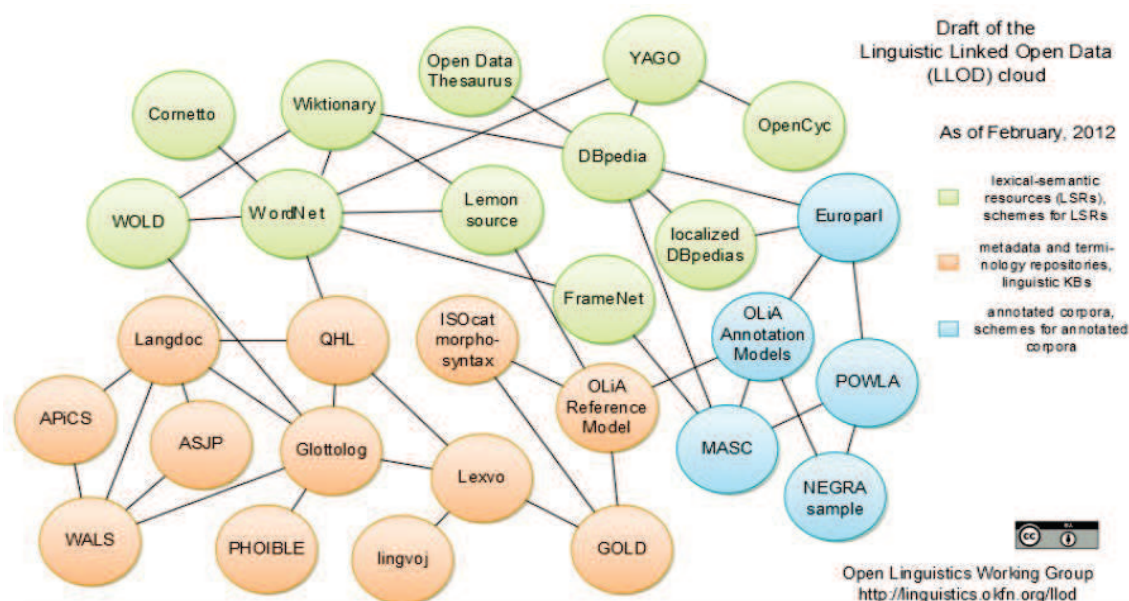 Draft of the
Linguistic Linked Open Data
(LLOD) cloud
As of February, 2012
lexical-semantic
resources (LSRs),
schemes for LSRs
metadata and termi-
nology repositories,
linguistic KBs
annotated corpora,
schemes for annotated
corpora
Open Data
Thesaurus
YAGO
Cornetto
Wiktionary
OpenCyc
DBpedia
WOLD
WordNet
Lemon
source
localized
DBpedias
Europarl
FrameNet
Langdoc
QHL
ISOcat
morpho-
syntax
OLiA
Annotation
Models
OLiA
Reference
Model
POWLA
APiCS
ASJP
Glottolog
Lexvo
MASC
NEGRA
sample
WALS
PHOIBLE
lingvoj
GOLD
cc
Open Linguistics Working Group
http://linguistics.okfn.org/llod